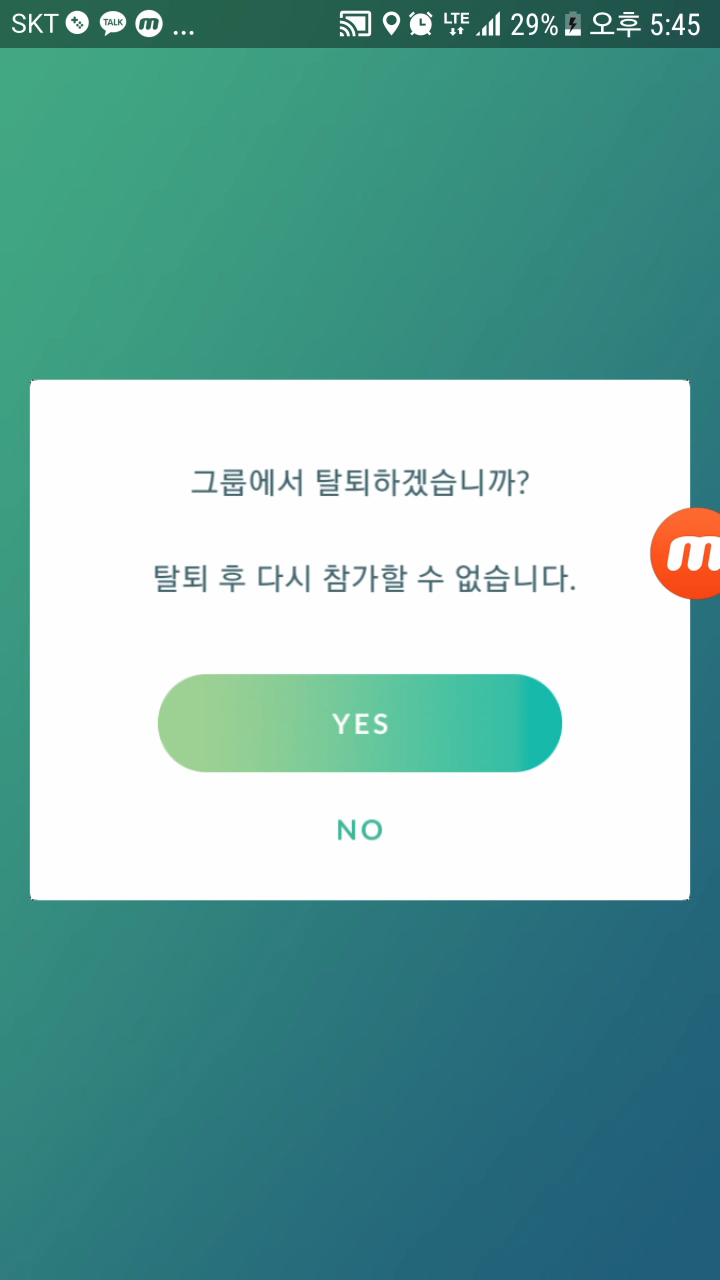 SKT TALK m ... LTE 29% 오후 5:45
그룹에서 탈퇴하겠습니까?
탈퇴 후 다시 참가할 수 없습니다.
m
YES
NO